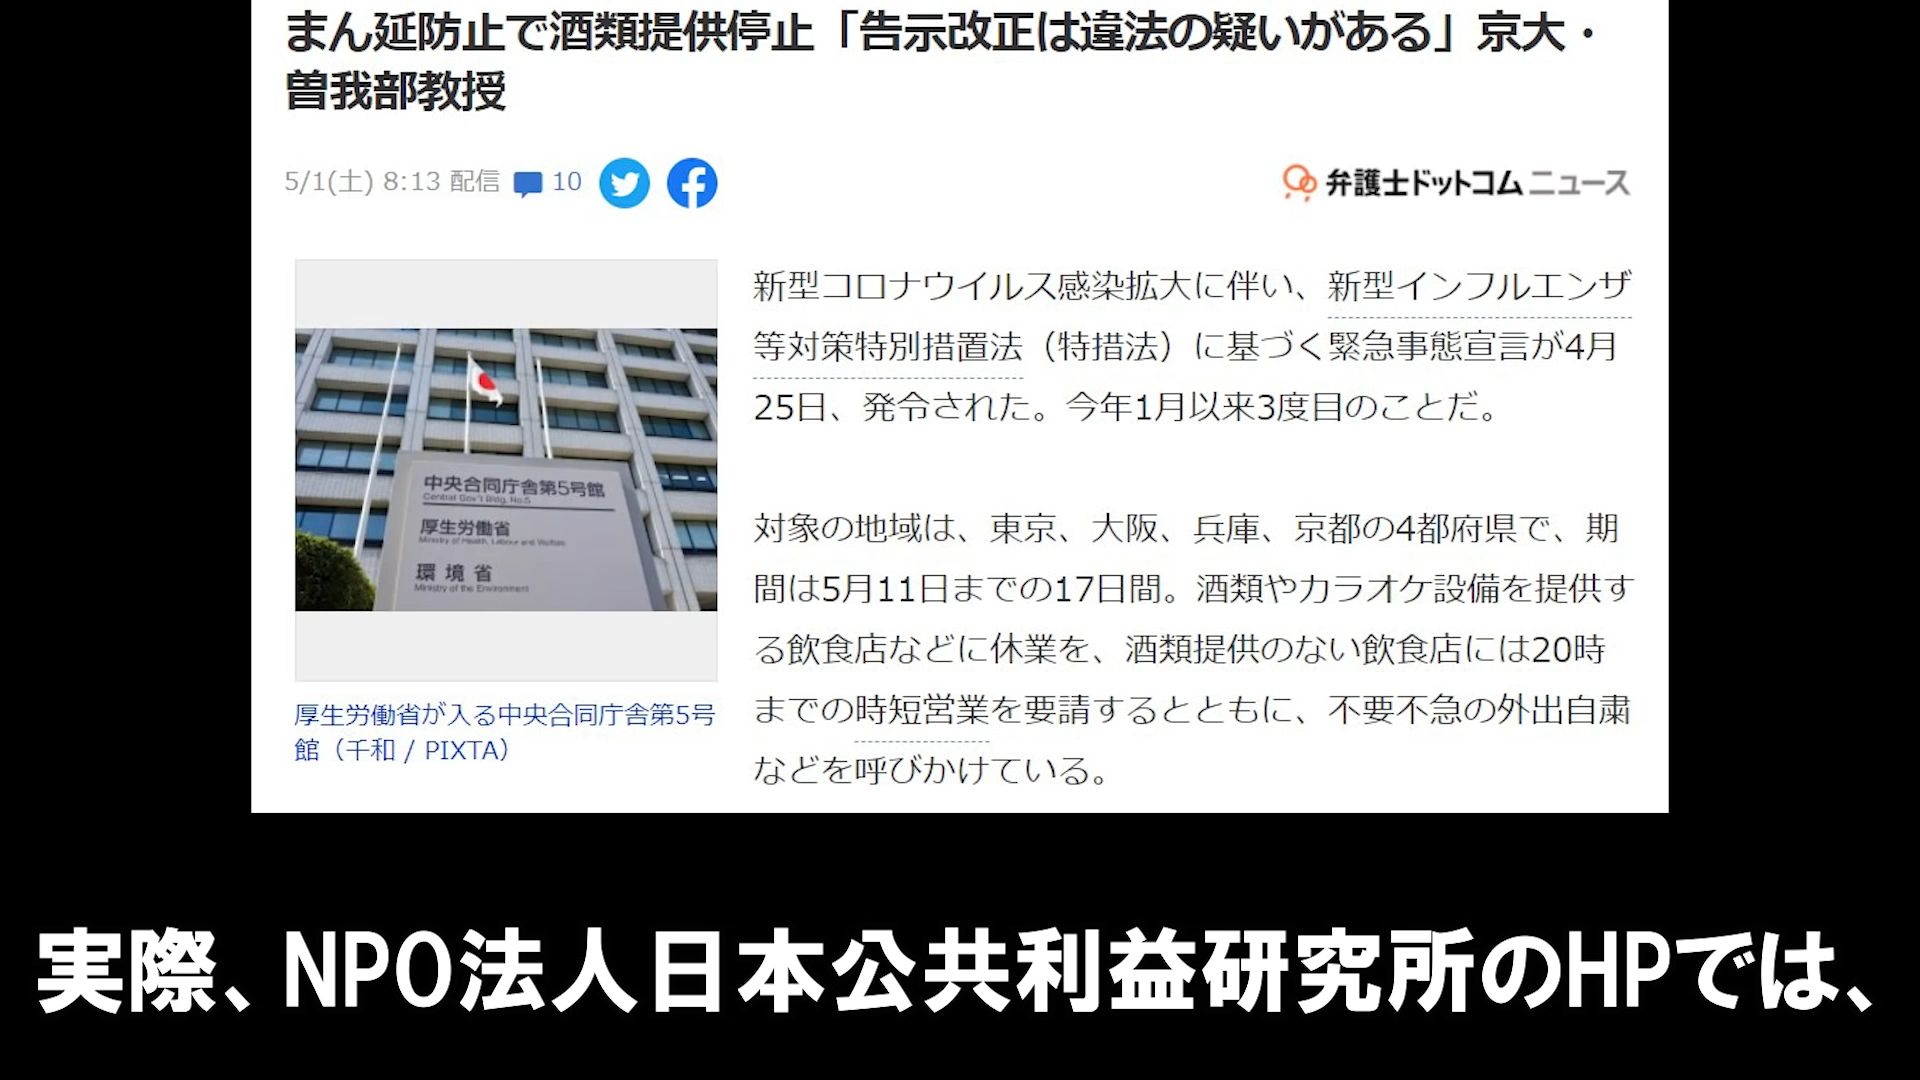 まん延防止で酒類提供停止「告示改正は違法の疑いがある」京大・
曽我部教授
5/1(土) 8:13 配信 10
弁護士ドットコムニュース
新型コロナウイルス感染拡大に伴い、新型インフルエンザ
等対策特別措置法（特措法）に基づく緊急事態宣言が4月
25日、発令された。今年1月以来3度目のことだ。
対象の地域は、東京、大阪、兵庫、京都の4都府県で、期
間は5月11日までの17日間。酒類やカラオケ設備を提供す
る飲食店などに休業を、酒類提供のない飲食店には20時
までの時短営業を要請するとともに、不要不急の外出自粛
などを呼びかけている。
中央合同庁舎第5号館
Central Gov't Bldg. No.5
厚生労働省
Ministry of Health, Labour and Welfare
環境省
Ministry of the Environment
厚生労働省が入る中央合同庁舎第5号
館（千和 / PIXTA）
実際、NPO法人日本公共利益研究所のHPでは、